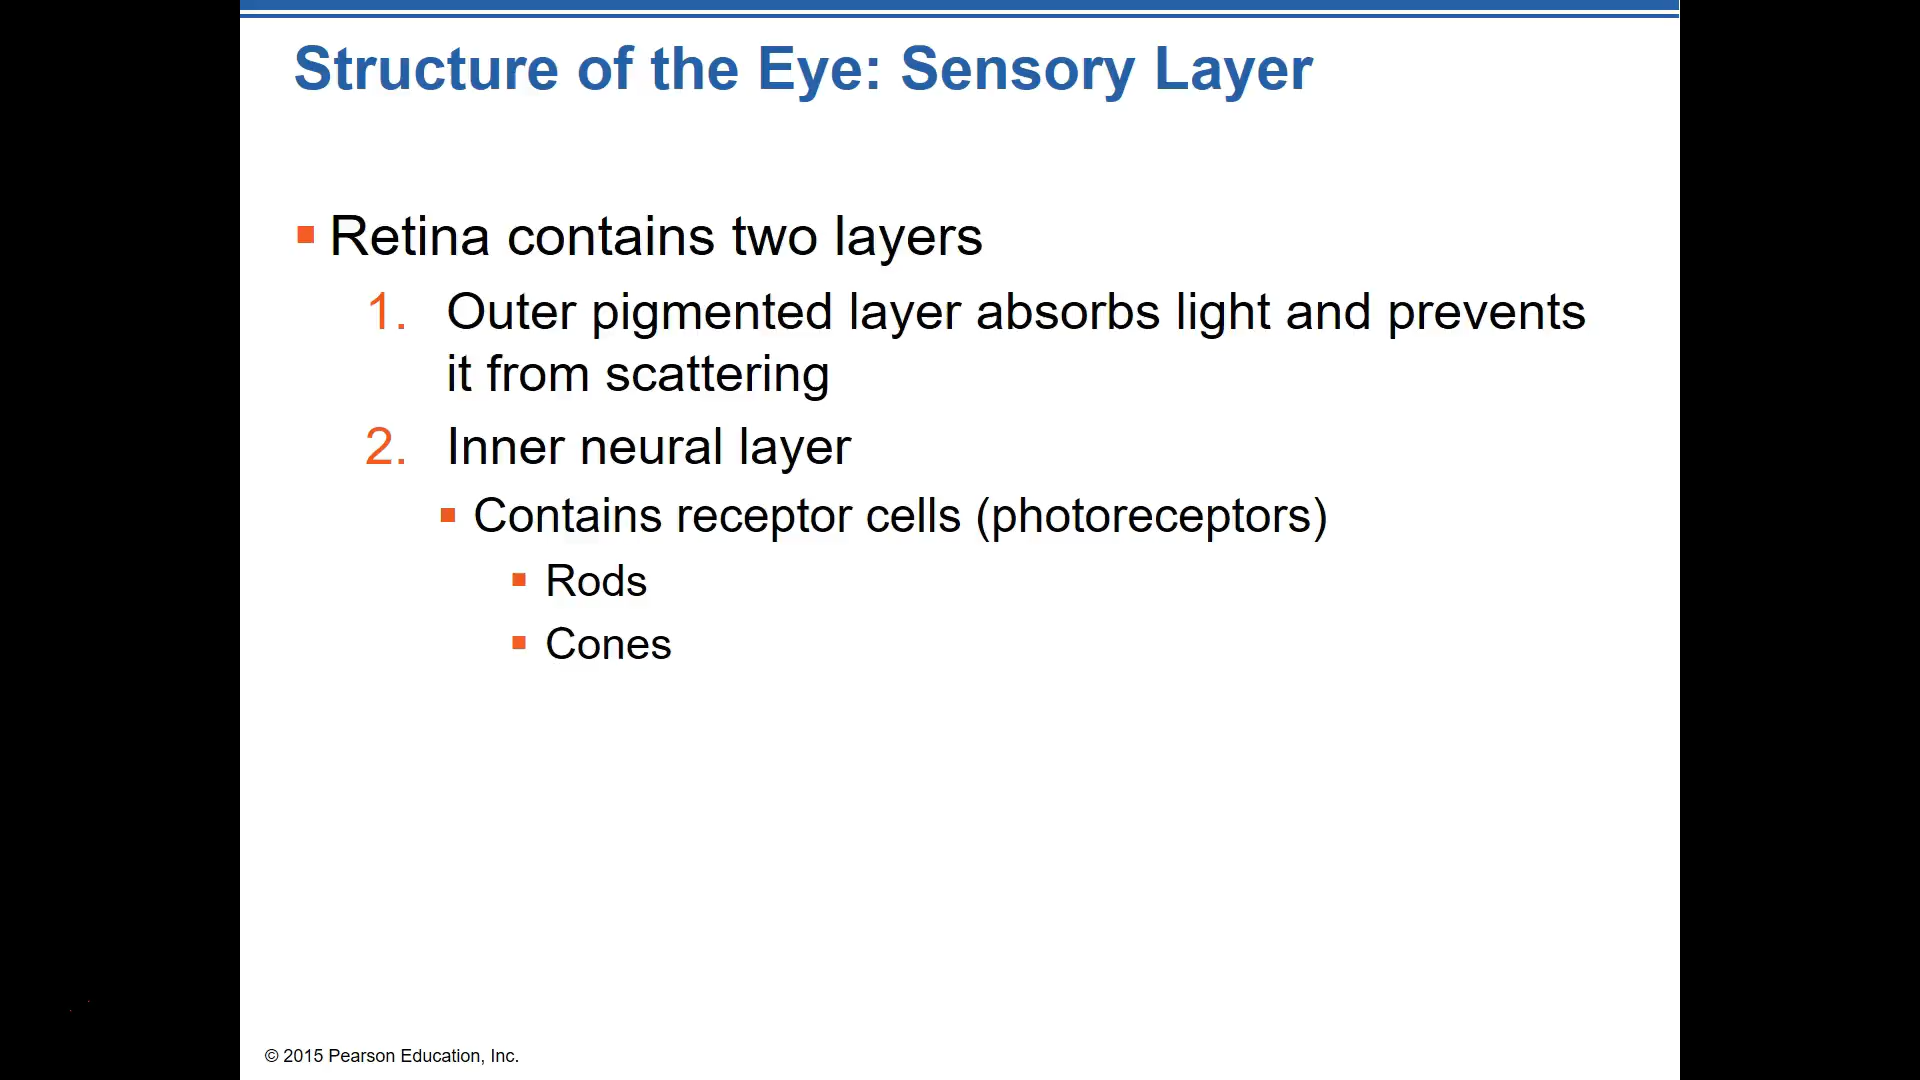 Structure of the Eye: Sensory Layer
▪ Retina contains two layers
1. Outer pigmented layer absorbs light and prevents
it from scattering
2. Inner neural layer
▪ Contains receptor cells (photoreceptors)
▪ Rods
▪ Cones
© 2015 Pearson Education, Inc.